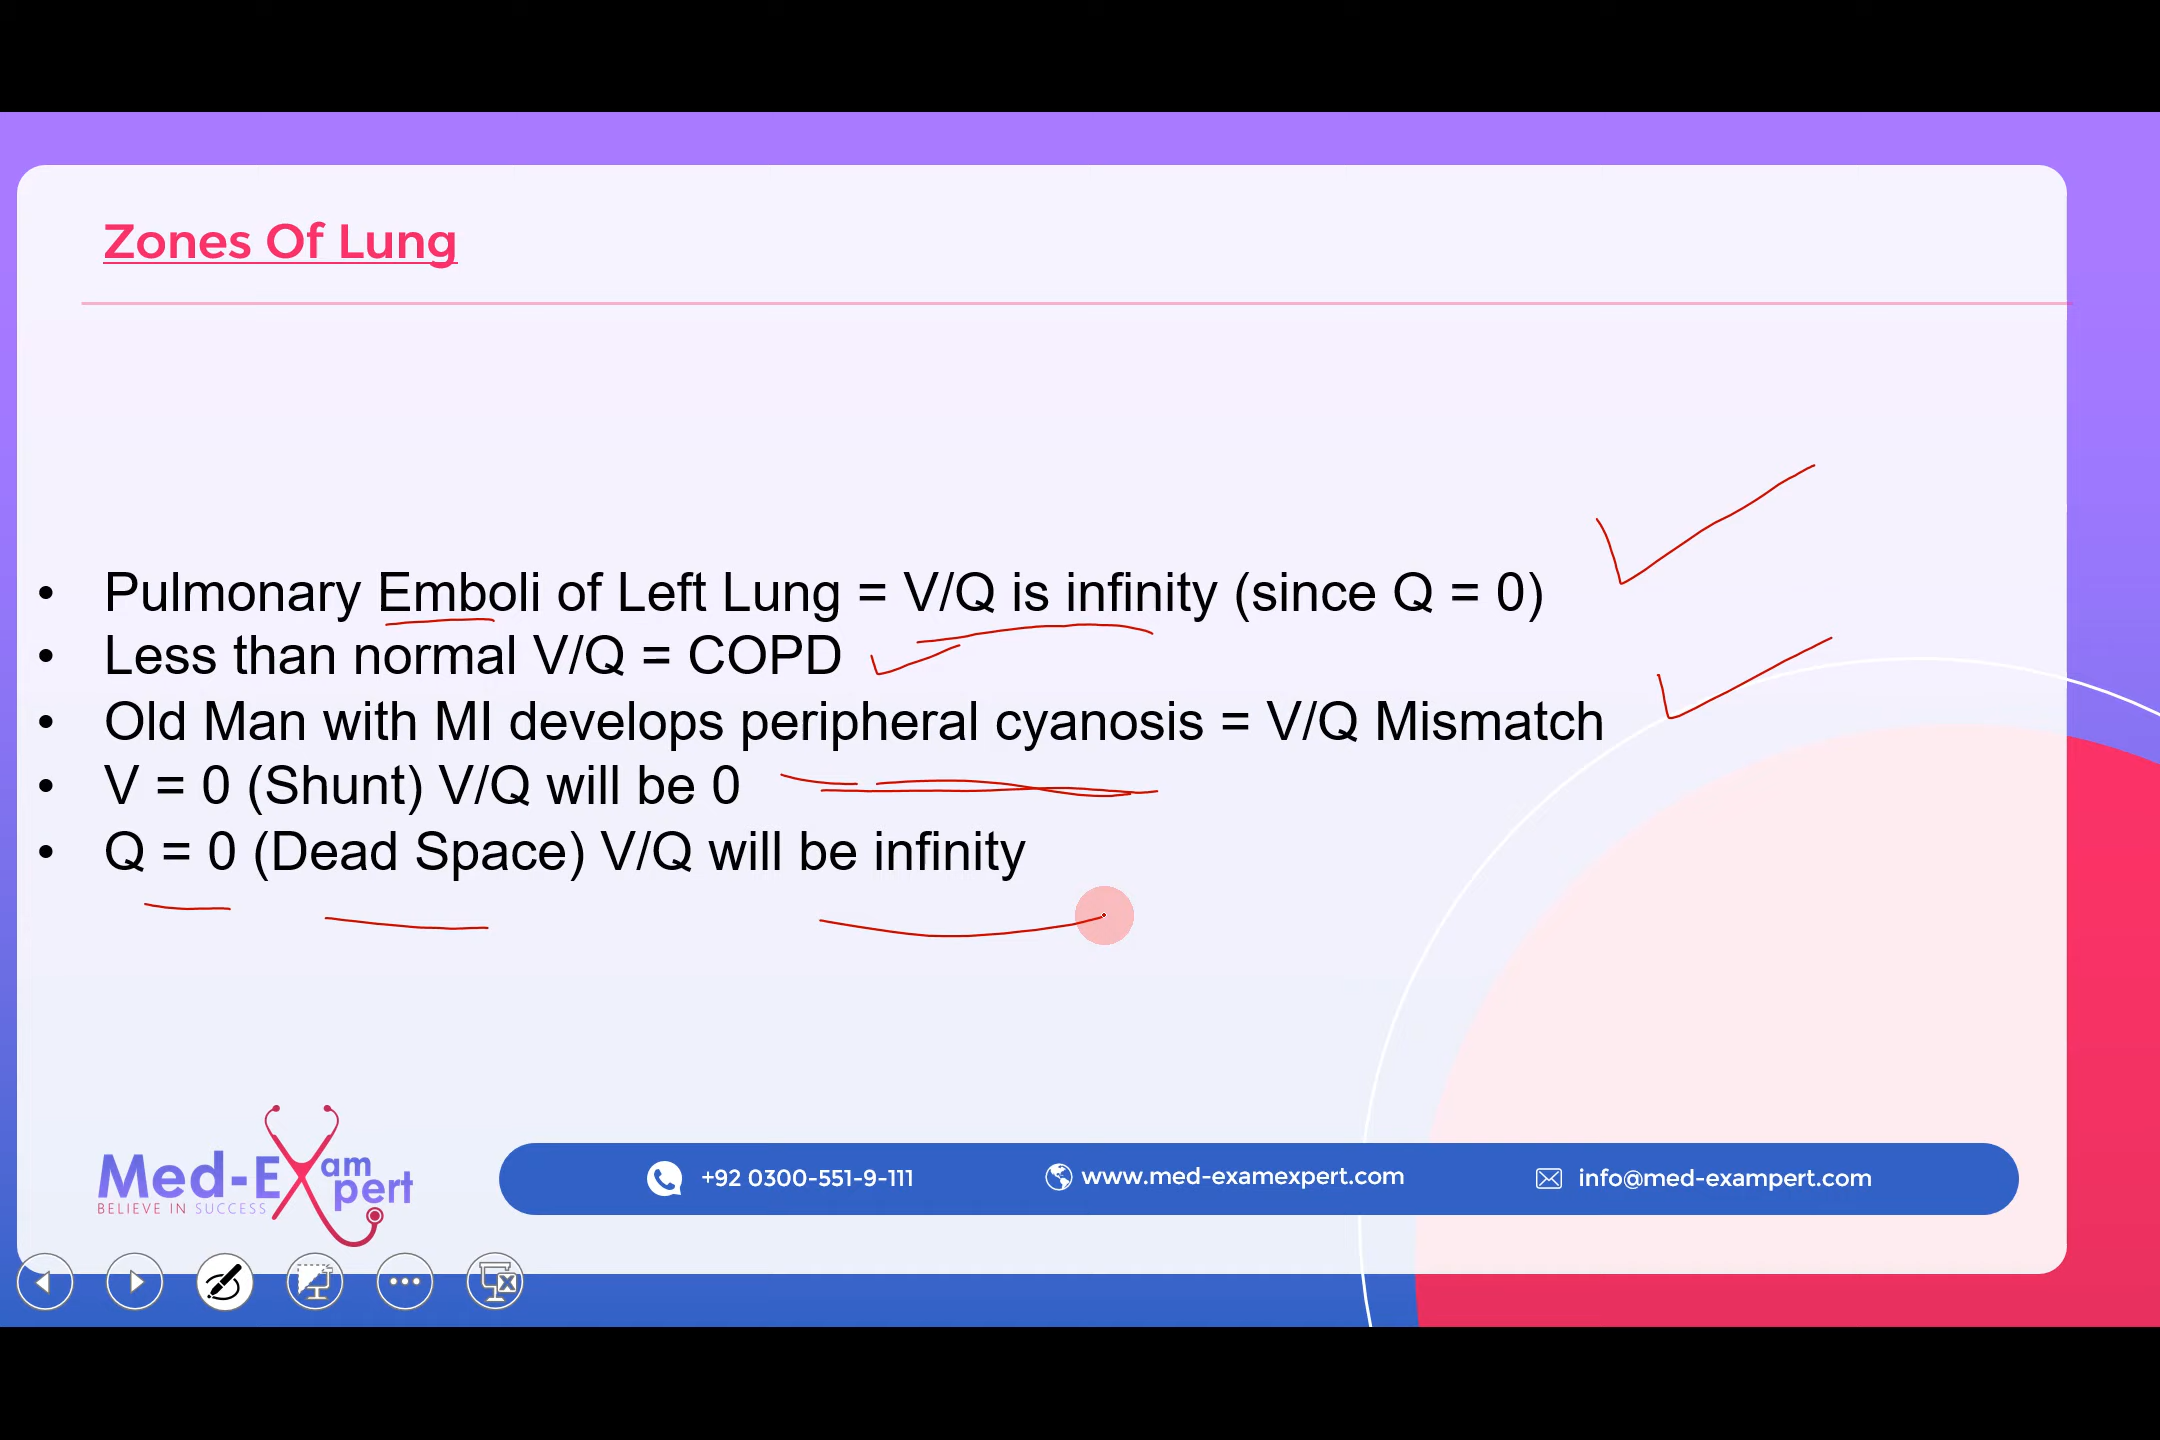 Zones Of Lung
• Pulmonary Emboli of Left Lung = V/Q is infinity (since Q = 0)
• Less than normal V/Q = COPD
• Old Man with MI develops peripheral cyanosis = V/Q Mismatch
• V = 0 (Shunt) V/Q will be 0
• Q = 0 (Dead Space) V/Q will be infinity
Med-Exam Expert
BELIEVE IN SUCCESS
+92 0300-551-9-111
www.med-examexpert.com
info@med-exampert.com